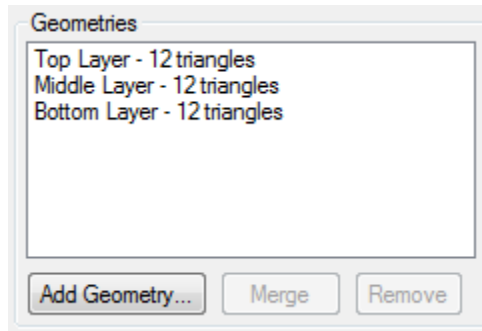 Geometries
Top Layer - 12 triangles
Middle Layer - 12 triangles
Bottom Layer - 12 triangles
Add Geometry... Merge Remove